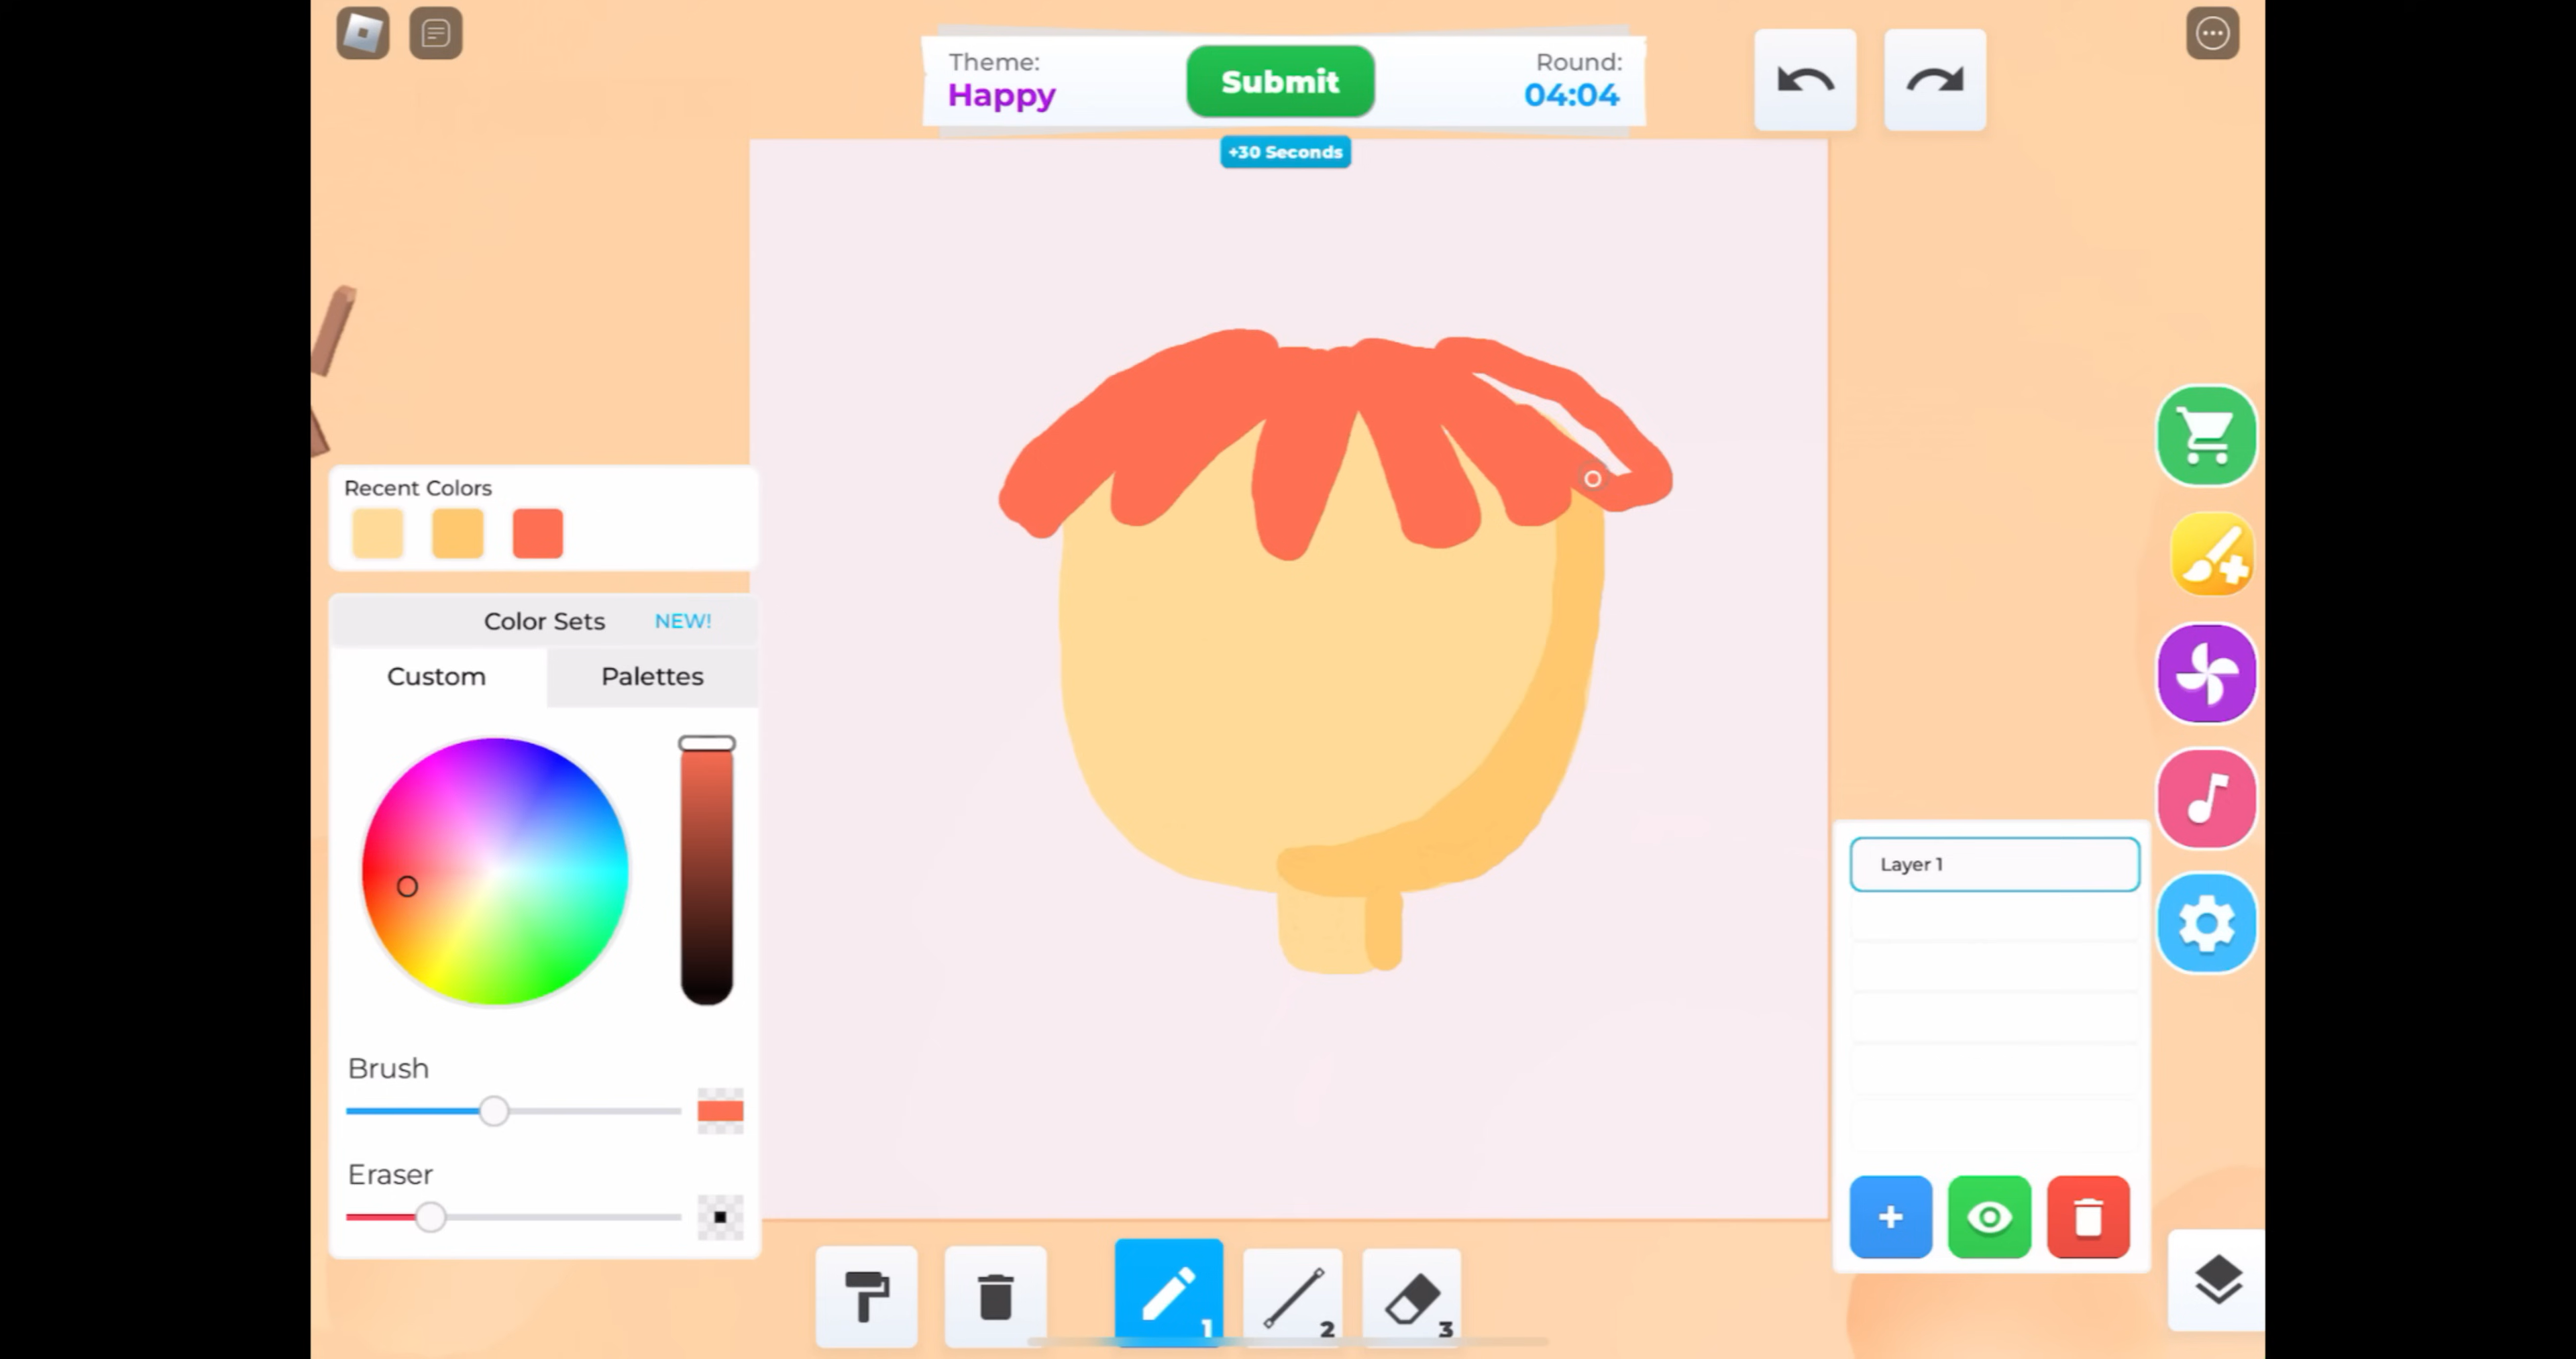 Theme:
Happy
Submit
Round:
04:04
+30 Seconds
Recent Colors
Color Sets NEW!
Custom Palettes
Brush
Eraser
Layer 1
1 2 3